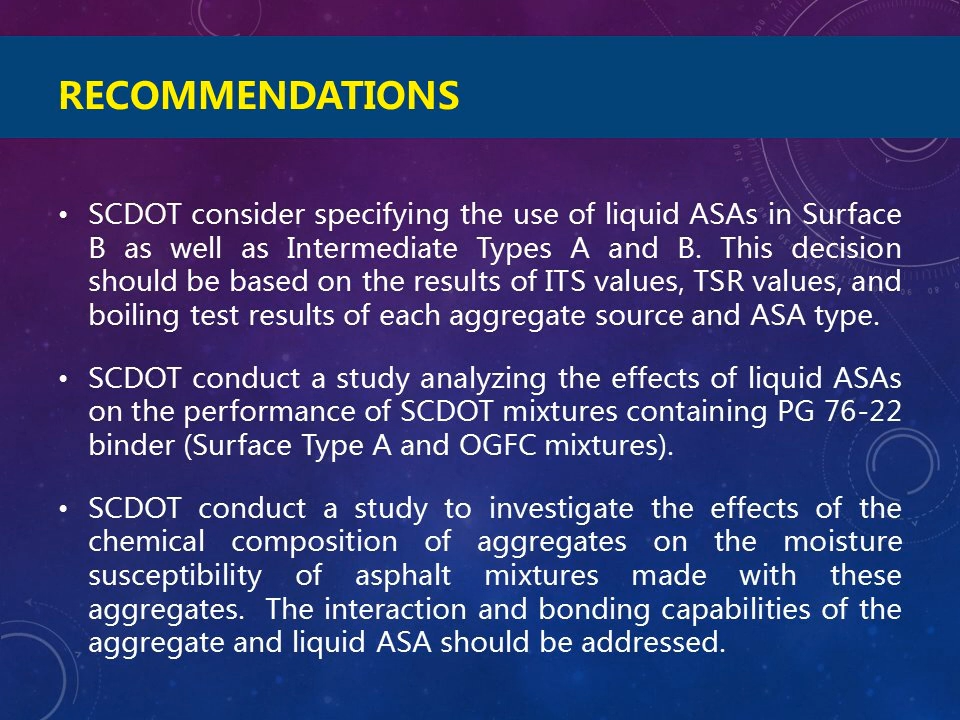 RECOMMENDATIONS
• SCDOT consider specifying the use of liquid ASAs in Surface
B as well as Intermediate Types A and B. This decision
should be based on the results of ITS values, TSR values, and
boiling test results of each aggregate source and ASA type.
• SCDOT conduct a study analyzing the effects of liquid ASAs
on the performance of SCDOT mixtures containing PG 76-22
binder (Surface Type A and OGFC mixtures).
• SCDOT conduct a study to investigate the effects of the
chemical composition of aggregates on the moisture
susceptibility of asphalt mixtures made with these
aggregates. The interaction and bonding capabilities of the
aggregate and liquid ASA should be addressed.